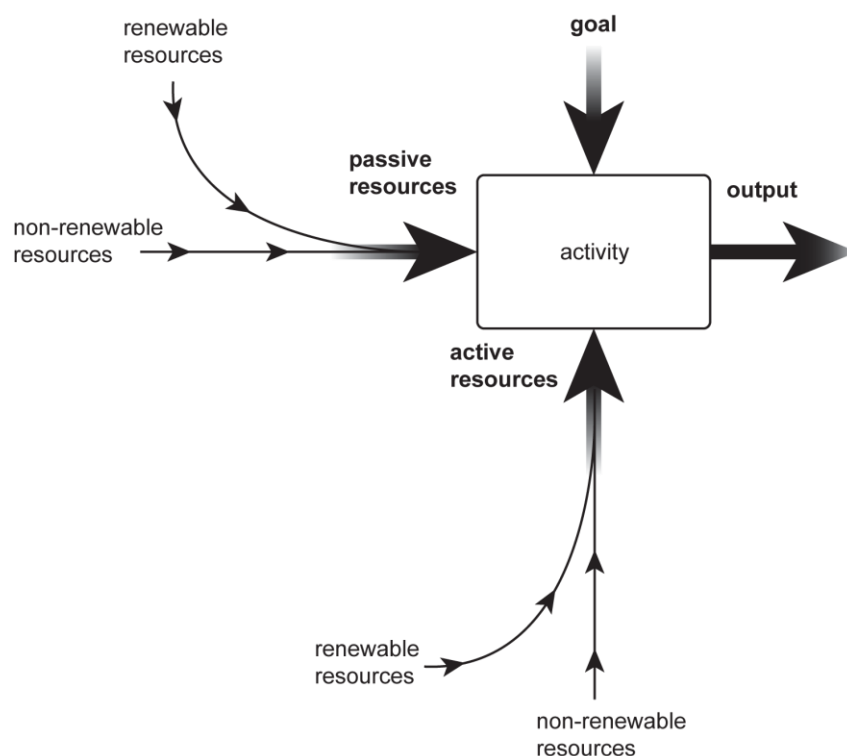 renewable
resources
goal
passive
resources
output
non-renewable
resources
activity
active
resources
renewable
resources
non-renewable
resources